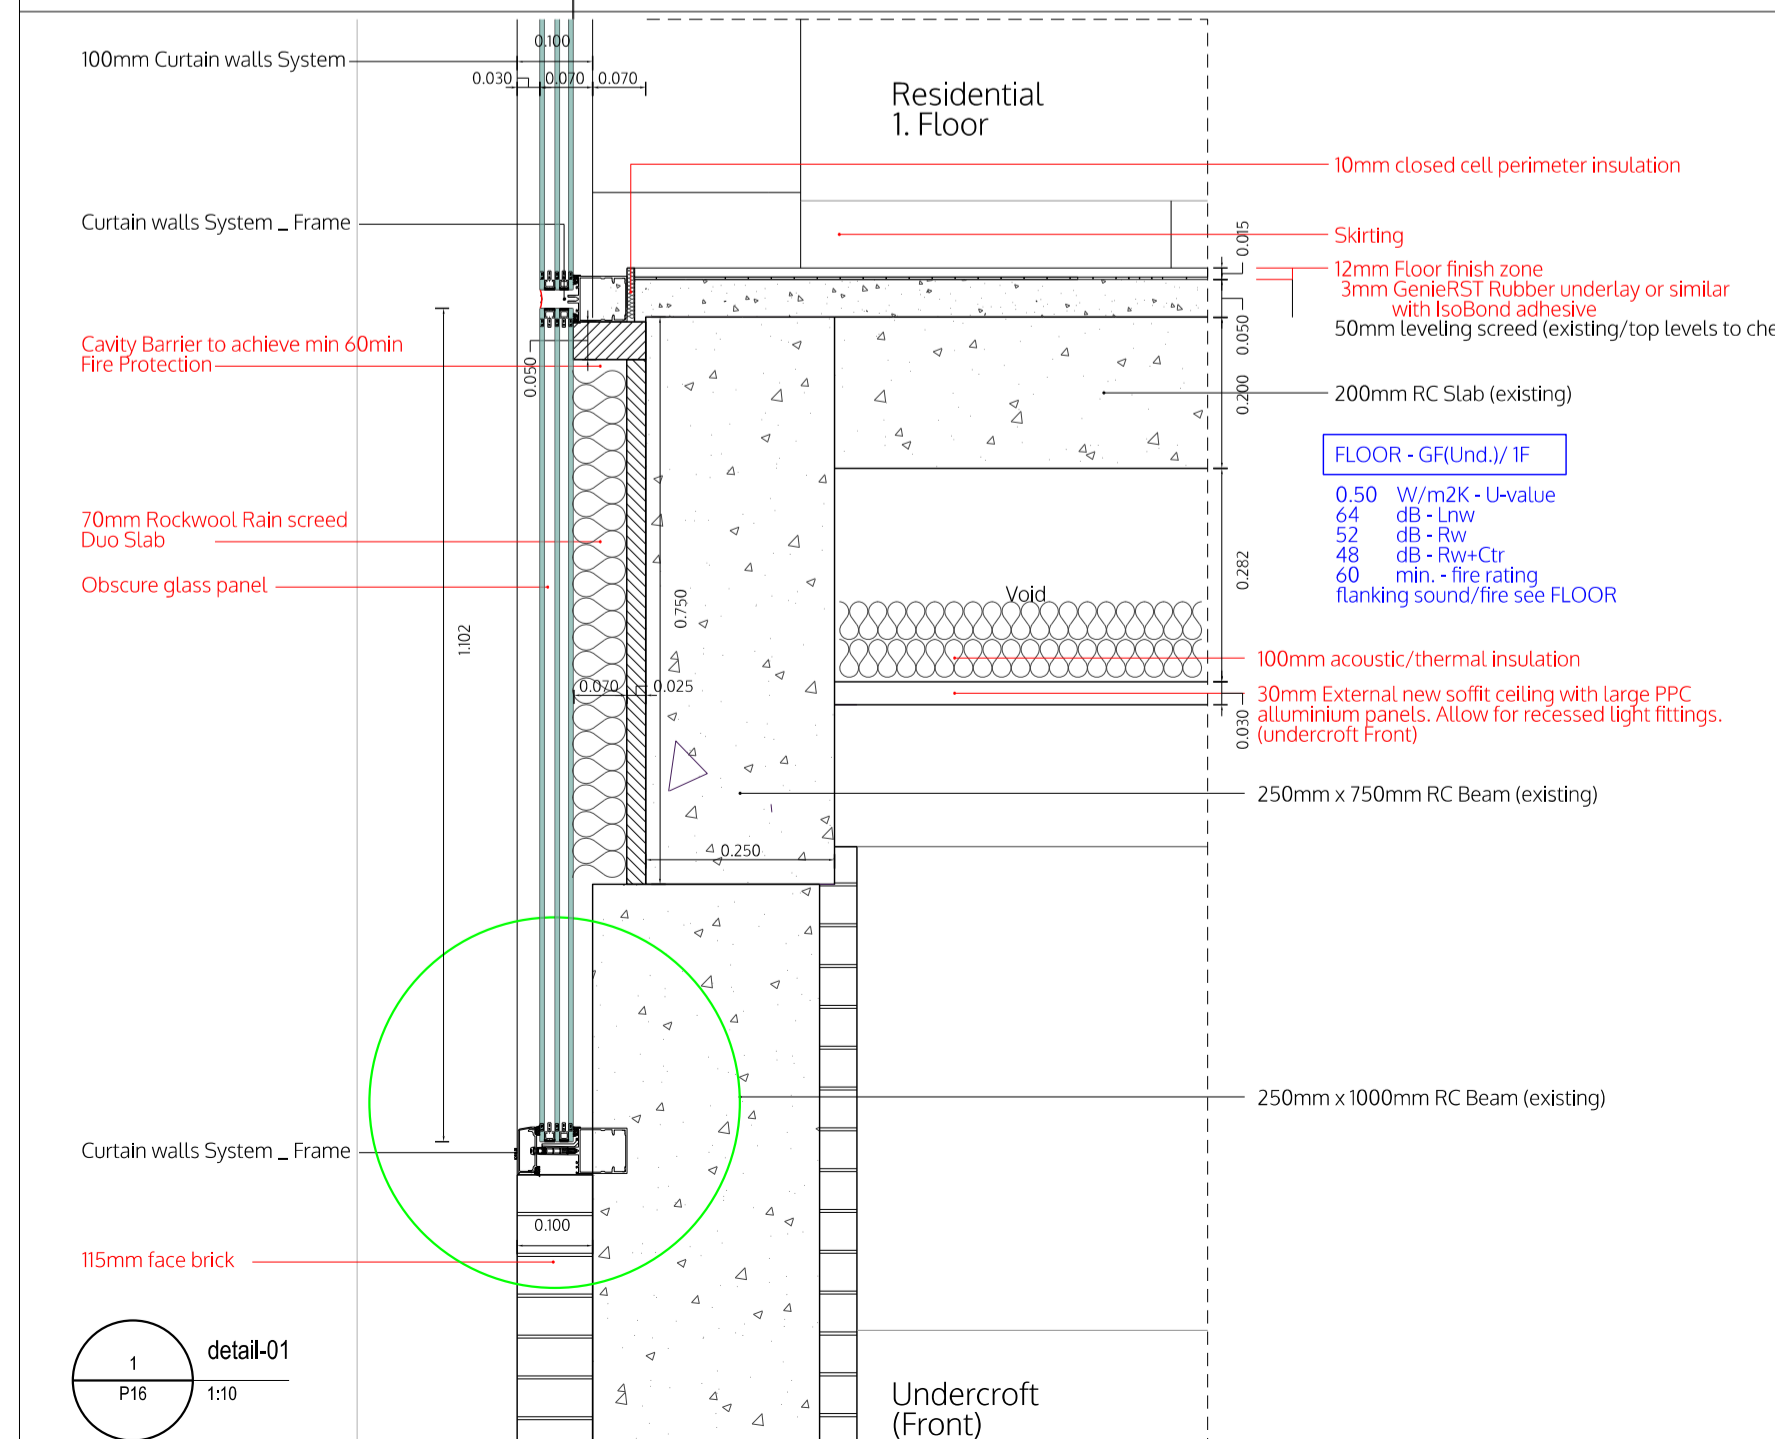 100mm Curtain walls System
0.100
0.030
0.070
0.070
Residential
1. Floor
10mm closed cell perimeter insulation
Curtain walls System _ Frame
Skirting
0.015
12mm Floor finish zone
3mm GenieRST Rubber underlay or similar
with IsoBond adhesive
50mm leveling screed (existing/top levels to che
0.050
Cavity Barrier to achieve min 60min
Fire Protection
0.050
200mm RC Slab (existing)
0.200
FLOOR - GF(Und.)/ 1F
0.50 W/m2K - U-value
64 dB - Lnw
52 dB - Rw
48 dB - Rw+Ctr
60 min. - fire rating
flanking sound/fire see FLOOR
70mm Rockwool Rain screed
Duo Slab
Obscure glass panel
0.282
Void
0.750
1.102
100mm acoustic/thermal insulation
0.070
0.025
30mm External new soffit ceiling with large PPC
alluminium panels. Allow for recessed light fittings.
(undercroft Front)
0.030
250mm x 750mm RC Beam (existing)
0.250
250mm x 1000mm RC Beam (existing)
Curtain walls System _ Frame
0.100
115mm face brick
1
P16
detail-01
1:10
Undercroft
(Front)